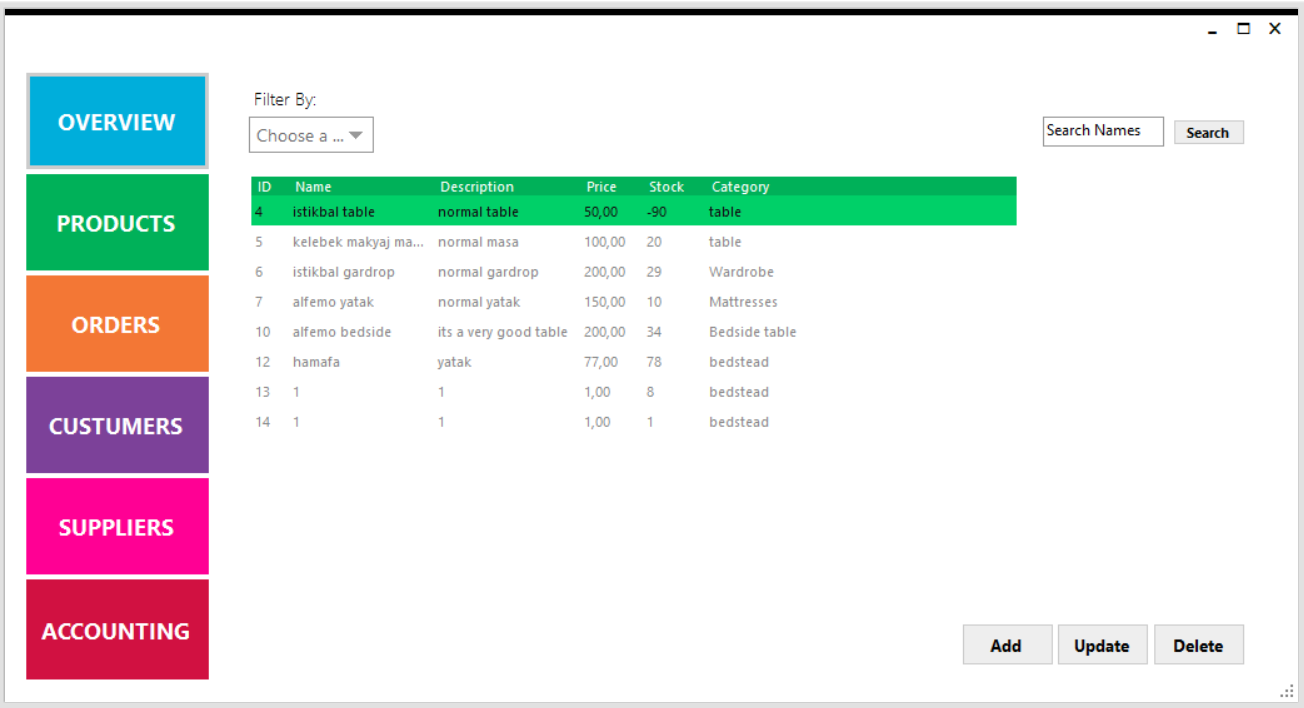 OVERVIEW
PRODUCTS
ORDERS
CUSTUMERS
SUPPLIERS
ACCOUNTING
Filter By:
Choose a ...
Search Names Search
ID Name Description Price Stock Category
4 istikbal table normal table 50,00 -90 table
5 kelebek makyaj ma... normal masa 100,00 20 table
6 istikbal gardrop normal gardrop 200,00 29 Wardrobe
7 alfemo yatak normal yatak 150,00 10 Mattresses
10 alfemo bedside its a very good table 200,00 34 Bedside table
12 hamafa yatak 77,00 78 bedstead
13 1 1 1,00 8 bedstead
14 1 1 1,00 1 bedstead
Add Update Delete